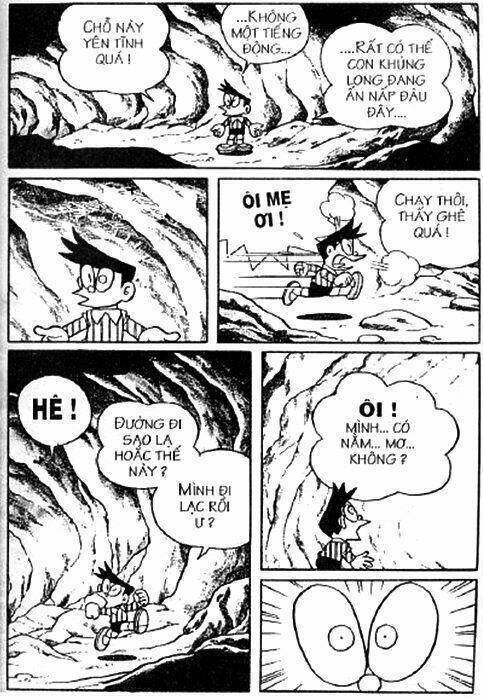 CHỖ NÀY
YÊN TĨNH
QUÁ !
...KHÔNG
MỘT TIẾNG
ĐỘNG...
....RẤT CÓ THỂ
CON KHỦNG
LONG ĐANG
ẨN NẤP ĐÂU
ĐÂY....
ÔI MẸ
ƠI !
CHẠY THÔI,
THẤY GHÊ
QUÁ !
HÊ !
ĐƯỜNG ĐI
SAO LẠ
HOẮC THẾ
NÀY ?
MÌNH ĐI
LẠC RỒI
Ư ?
ÔI !
MÌNH... CÓ
NẰM... MƠ...
KHÔNG ?